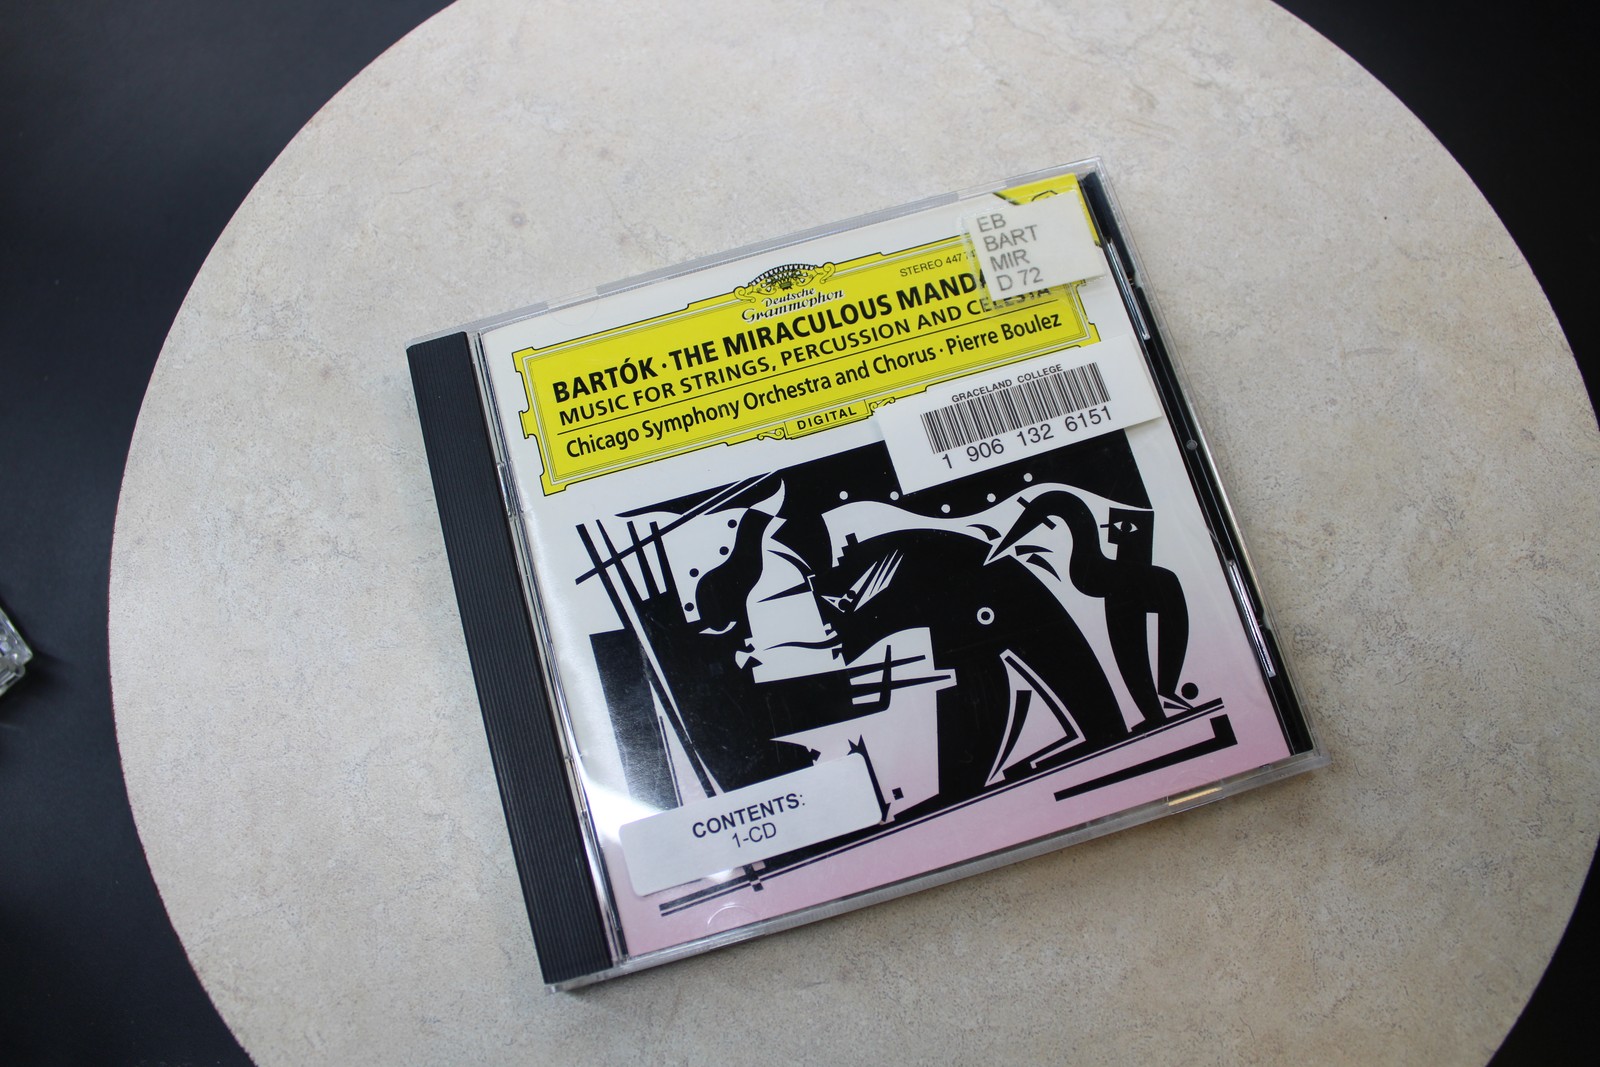 EB
BART
MIR
D 72
STEREO 447
Deutsche
Grammophon
BARTÓK · THE MIRACULOUS MAND
MUSIC FOR STRINGS, PERCUSSION AND CELESTA
Chicago Symphony Orchestra and Chorus · Pierre Boulez
DIGITAL
GRACELAND COLLEGE
1 906 132 6151
CONTENTS:
1-CD